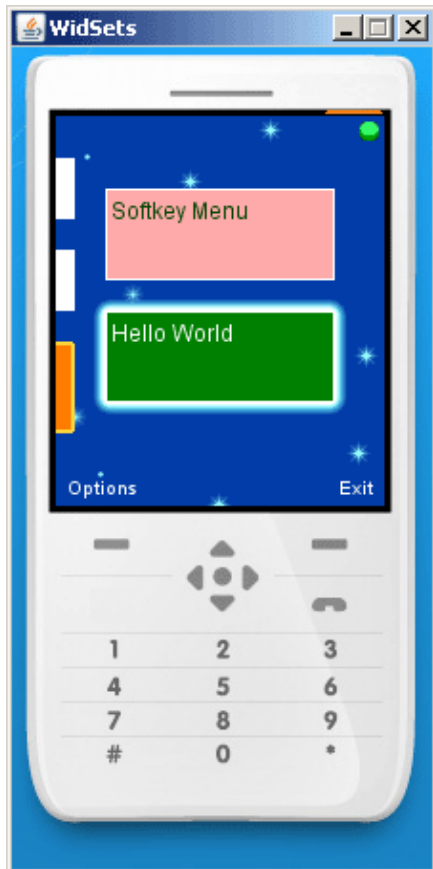 WidSets
Softkey Menu
Hello World
Options Exit
1 2 3
4 5 6
7 8 9
# 0 *